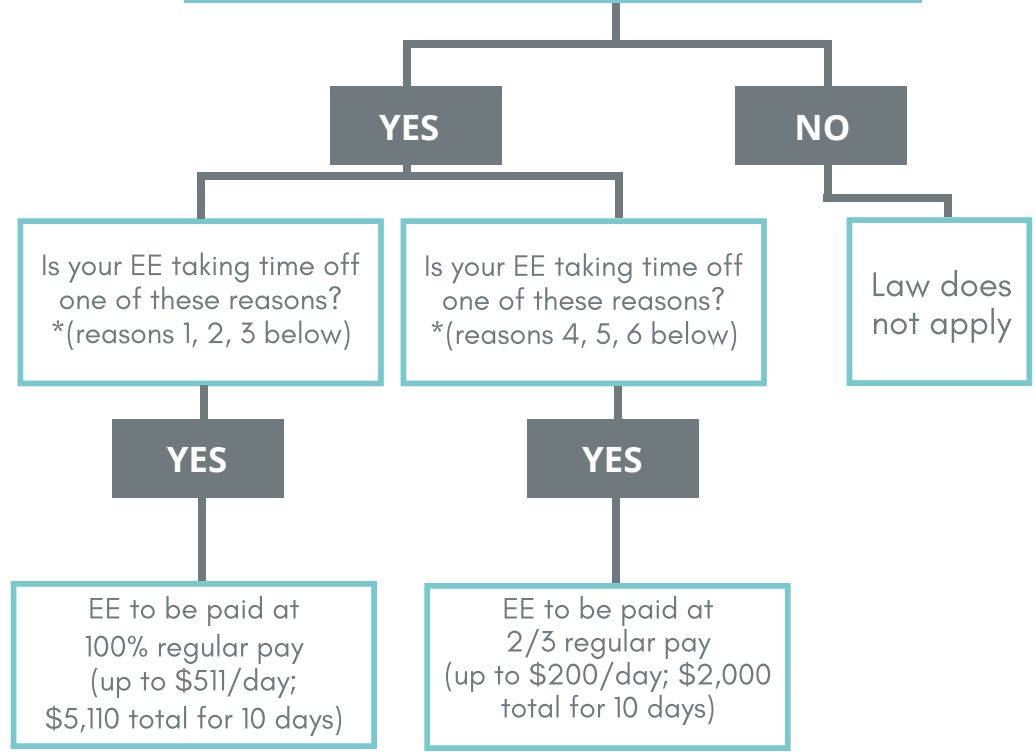 YES
NO
Is your EE taking time off
one of these reasons?
*(reasons 1, 2, 3 below)
Is your EE taking time off
one of these reasons?
*(reasons 4, 5, 6 below)
Law does
not apply
YES
YES
EE to be paid at
100% regular pay
(up to $511/day;
$5,110 total for 10 days)
EE to be paid at
2/3 regular pay
(up to $200/day; $2,000
total for 10 days)